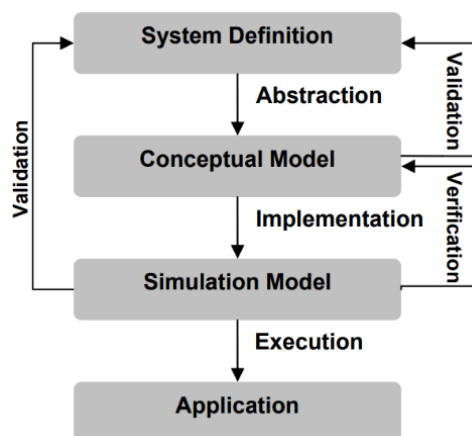 System Definition
Abstraction
Validation
Validation
Conceptual Model
Implementation
Verification
Simulation Model
Execution
Application